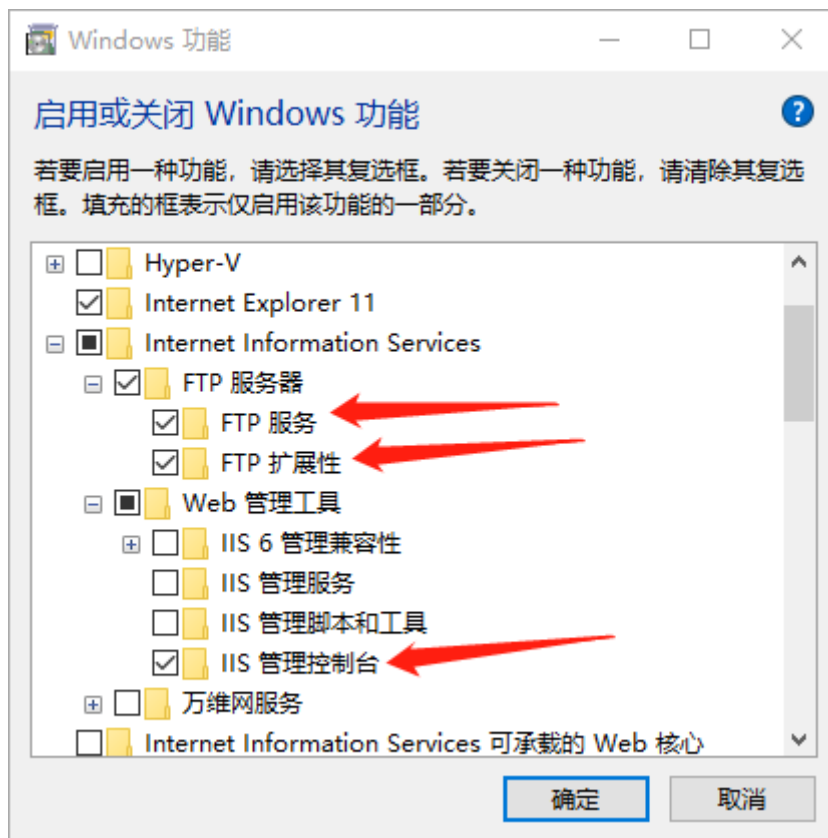 Windows 功能
启用或关闭 Windows 功能
若要启用一种功能，请选择其复选框。若要关闭一种功能，请清除其复选
框。填充的框表示仅启用该功能的一部分。
Hyper-V
Internet Explorer 11
Internet Information Services
FTP 服务器
FTP 服务
FTP 扩展性
Web 管理工具
IIS 6 管理兼容性
IIS 管理服务
IIS 管理脚本和工具
IIS 管理控制台
万维网服务
Internet Information Services 可承载的 Web 核心
确定
取消